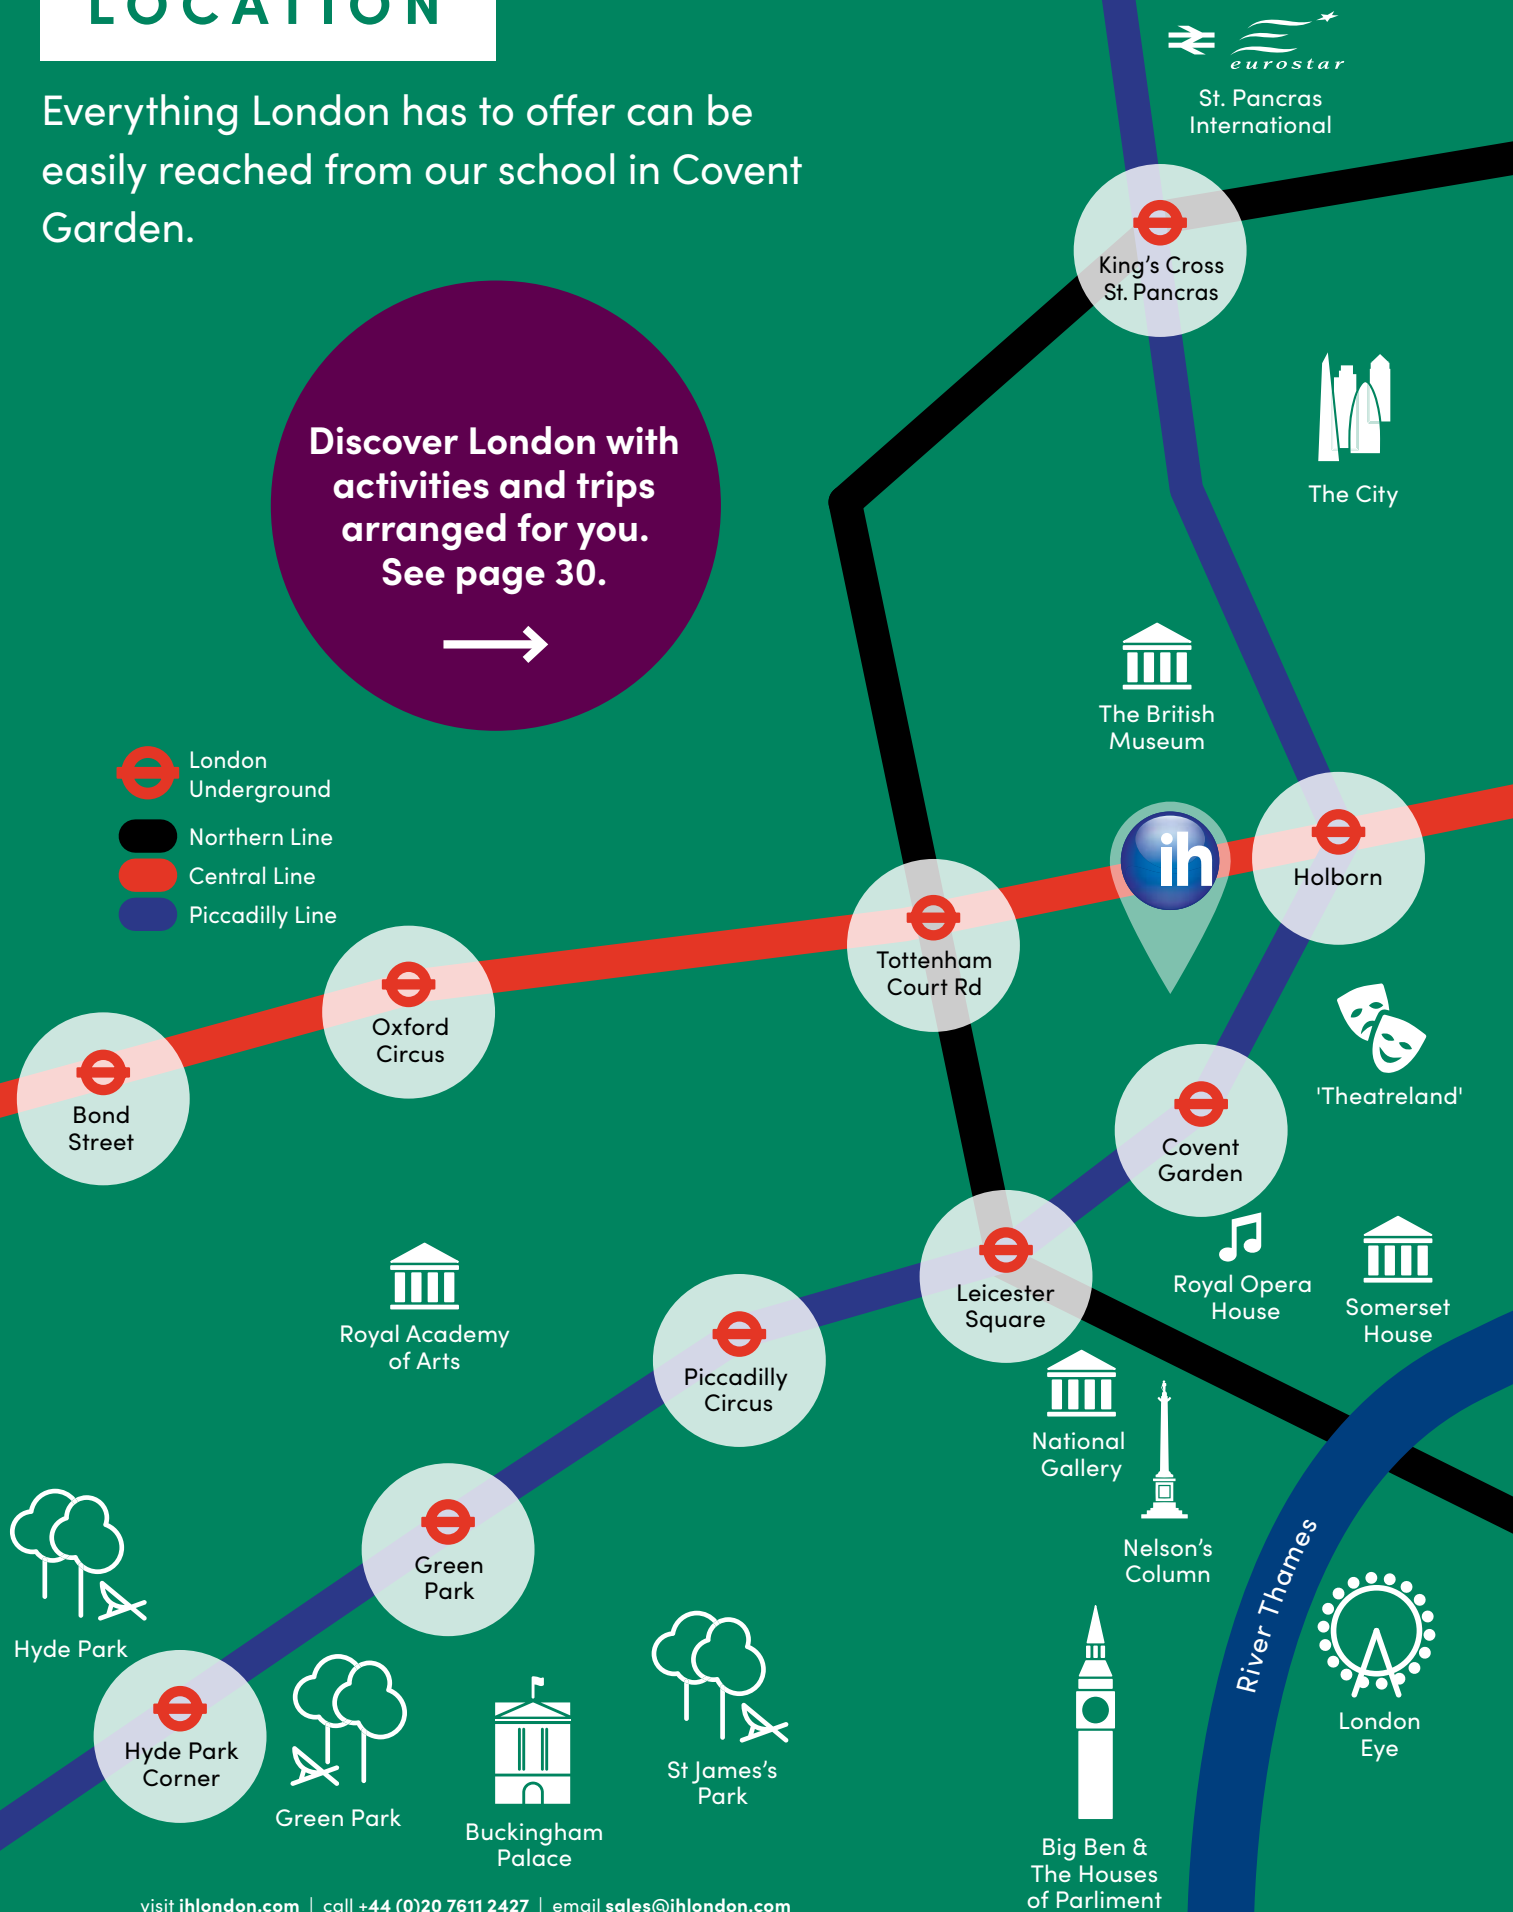 LOCATION
Everything London has to offer can be
easily reached from our school in Covent
Garden.
eurostar
St. Pancras
International
King's Cross
St. Pancras
Discover London with
activities and trips
arranged for you.
See page 30.
The City
The British
Museum
London
Underground
Northern Line
Central Line
Piccadilly Line
ih
Holborn
Tottenham
Court Rd
Oxford
Circus
Bond
Street
'Theatreland'
Covent
Garden
Leicester
Square
Royal Opera
House
Somerset
House
Royal Academy
of Arts
Piccadilly
Circus
National
Gallery
Nelson's
Column
Green
Park
River Thames
Hyde Park
Hyde Park
Corner
Green Park
Buckingham
Palace
St James's
Park
London
Eye
Big Ben &
The Houses
of Parliment
visit ihlondon.com | call +44 (0)20 7611 2427 | email sales@ihlondon.com